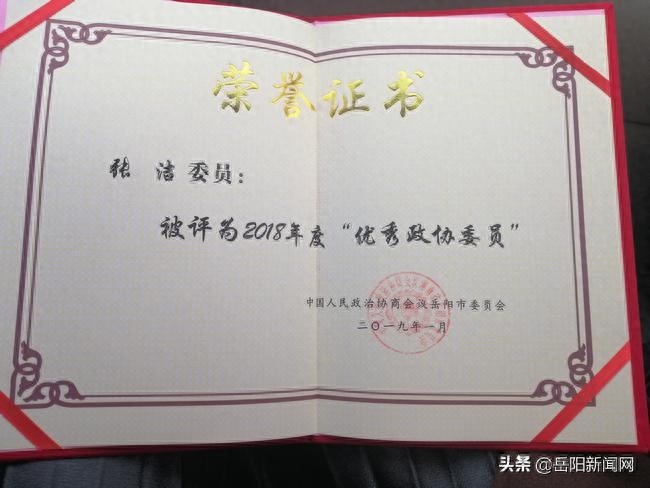 荣誉证书
张 洁委员：
被评为2018年度“优秀政协委员”
中国人民政治协商会议岳阳市委员会
二〇一九年一月
头条 @岳阳新闻网